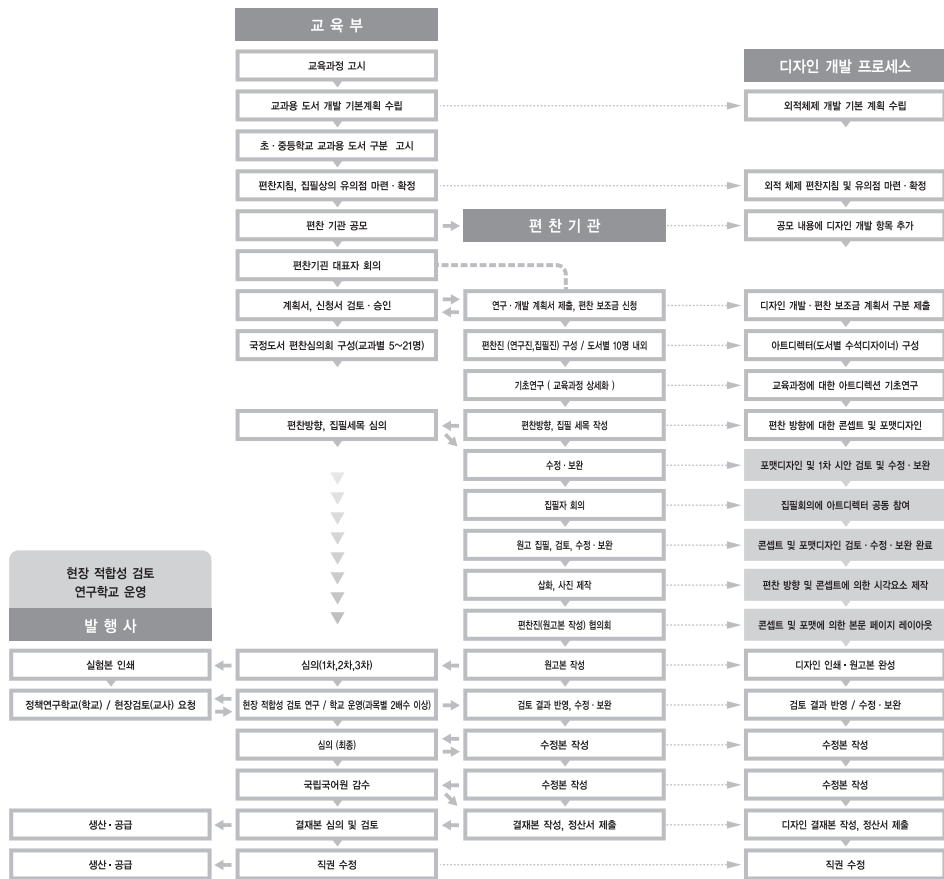 교육부
교육과정 고시
디자인 개발 프로세스
교과용 도서 개발 기본계획 수립
외적체제 개발 기본 계획 수립
초·중등학교 교과용 도서 구분 고시
편찬지침, 집필상의 유의점 마련·확정
외적 체제 편찬지침 및 유의점 마련·확정
편찬 기관 공모
편찬기관
공모 내용에 디자인 개발 항목 추가
편찬기관 대표자 회의
계획서, 신청서 검토·승인
연구·개발 계획서 제출, 편찬 보조금 신청
디자인 개발·편찬 보조금 계획서 구분 제출
국정도서 편찬심의회 구성(교과별 5~21명)
편찬진 (연구진,집필진) 구성 / 도서별 10명 내외
아트디렉터(도서별 수석디자이너) 구성
기초연구 ( 교육과정 상세화 )
교육과정에 대한 아트디렉션 기초연구
편찬방향, 집필세목 심의
편찬방향, 집필 세목 작성
편찬 방향에 대한 콘셉트 및 포맷디자인
수정·보완
포맷디자인 및 1차 시안 검토 및 수정·보완
집필자 회의
집필회의에 아트디렉터 공동 참여
원고 집필, 검토, 수정·보완
콘셉트 및 포맷디자인 검토·수정·보완 완료
현장 적합성 검토
연구학교 운영
삽화, 사진 제작
편찬 방향 및 콘셉트에 의한 시각요소 제작
발행사
편찬진(원고본 작성) 협의회
콘셉트 및 포맷에 의한 본문 페이지 레이아웃
실험본 인쇄
심의(1차,2차,3차)
원고본 작성
디자인 인쇄·원고본 완성
정책연구학교(학교) / 현장검토(교사) 요청
현장 적합성 검토 연구 / 학교 운영(과목별 2배수 이상)
검토 결과 반영, 수정·보완
검토 결과 반영 / 수정·보완
심의 (최종)
수정본 작성
수정본 작성
국립국어원 감수
수정본 작성
수정본 작성
생산·공급
결재본 심의 및 검토
결재본 작성, 정산서 제출
디자인 결재본 작성, 정산서 제출
생산·공급
직권 수정
직권 수정